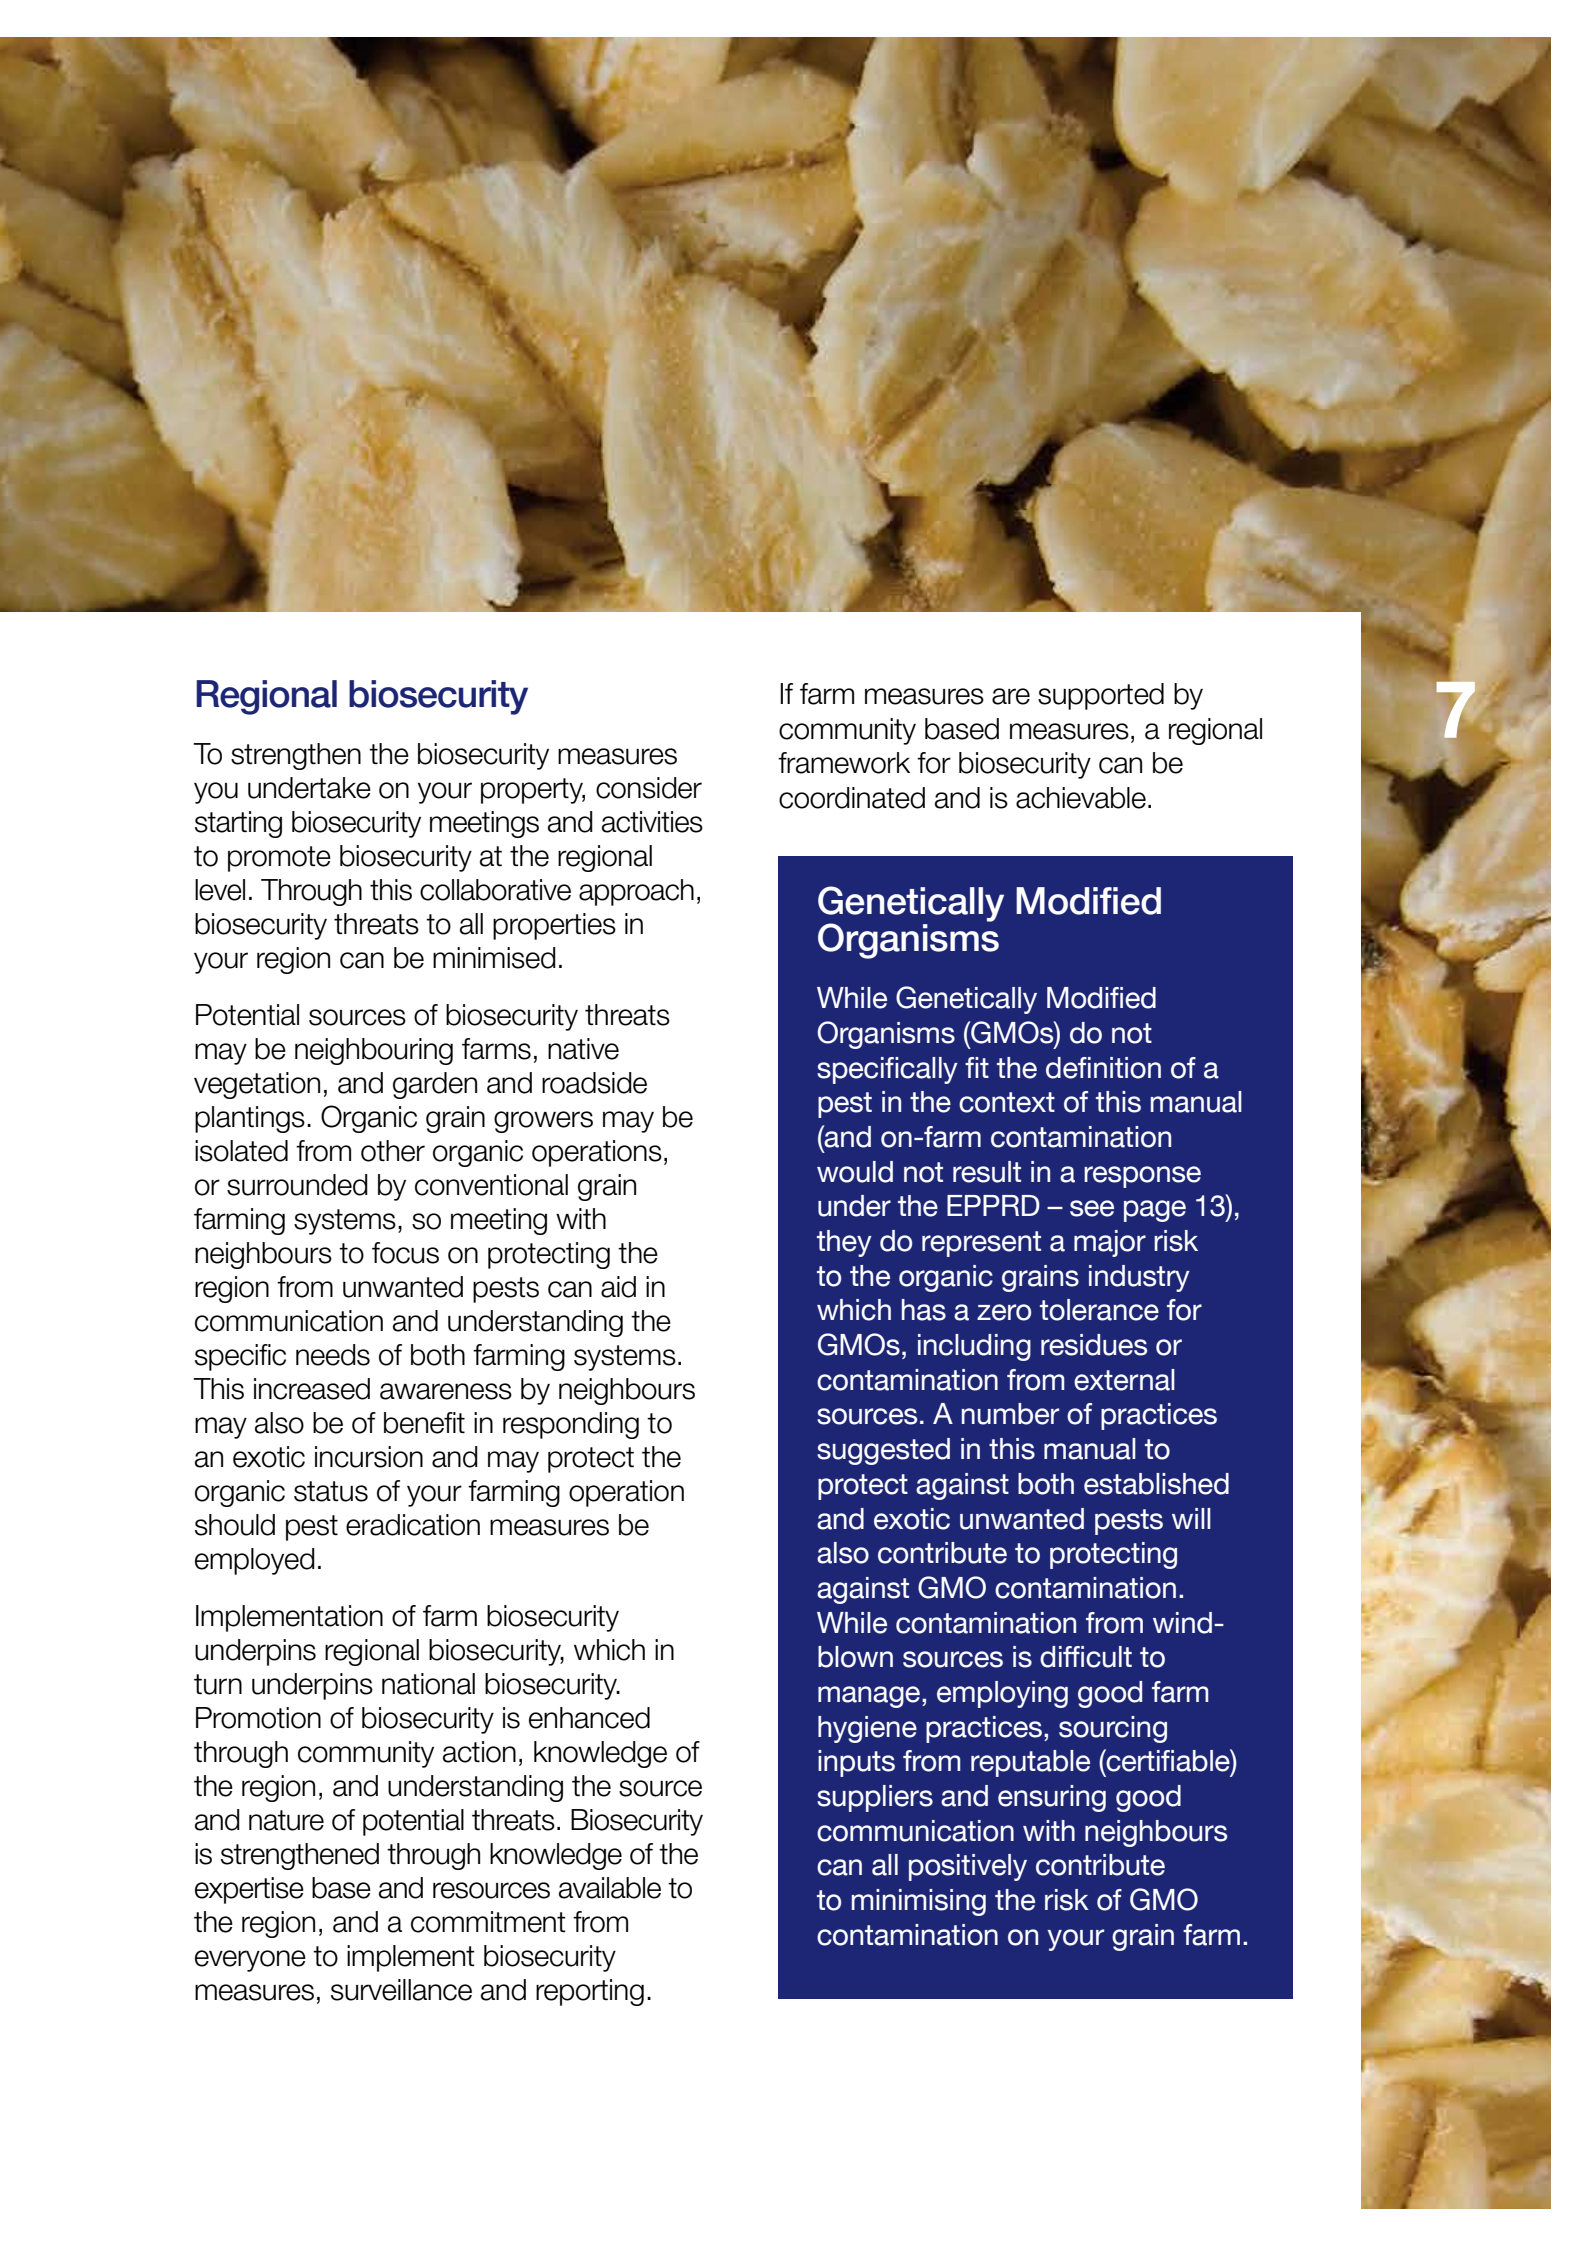 Regional biosecurity
To strengthen the biosecurity measures
you undertake on your property, consider
starting biosecurity meetings and activities
to promote biosecurity at the regional
level. Through this collaborative approach,
biosecurity threats to all properties in
your region can be minimised.
Potential sources of biosecurity threats
may be neighbouring farms, native
vegetation, and garden and roadside
plantings. Organic grain growers may be
isolated from other organic operations,
or surrounded by conventional grain
farming systems, so meeting with
neighbours to focus on protecting the
region from unwanted pests can aid in
communication and understanding the
specific needs of both farming systems.
This increased awareness by neighbours
may also be of benefit in responding to
an exotic incursion and may protect the
organic status of your farming operation
should pest eradication measures be
employed.
Implementation of farm biosecurity
underpins regional biosecurity, which in
turn underpins national biosecurity.
Promotion of biosecurity is enhanced
through community action, knowledge of
the region, and understanding the source
and nature of potential threats. Biosecurity
is strengthened through knowledge of the
expertise base and resources available to
the region, and a commitment from
everyone to implement biosecurity
measures, surveillance and reporting.
If farm measures are supported by
community based measures, a regional
framework for biosecurity can be
coordinated and is achievable.
Genetically Modified
Organisms
While Genetically Modified
Organisms (GMOs) do not
specifically fit the definition of a
pest in the context of this manual
(and on-farm contamination
would not result in a response
under the EPPRD – see page 13),
they do represent a major risk
to the organic grains industry
which has a zero tolerance for
GMOs, including residues or
contamination from external
sources. A number of practices
suggested in this manual to
protect against both established
and exotic unwanted pests will
also contribute to protecting
against GMO contamination.
While contamination from wind-
blown sources is difficult to
manage, employing good farm
hygiene practices, sourcing
inputs from reputable (certifiable)
suppliers and ensuring good
communication with neighbours
can all positively contribute
to minimising the risk of GMO
contamination on your grain farm.
7